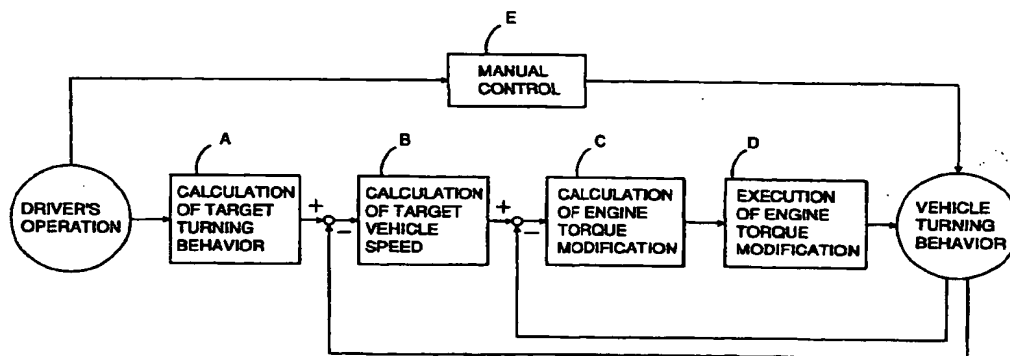 E
MANUAL
CONTROL
A
B
C
D
DRIVER'S
OPERATION
CALCULATION
OF TARGET
TURNING
BEHAVIOR
+
−
CALCULATION
OF TARGET
VEHICLE
SPEED
+
−
CALCULATION
OF ENGINE
TORQUE
MODIFICATION
EXECUTION
OF ENGINE
TORQUE
MODIFICATION
VEHICLE
TURNING
BEHAVIOR